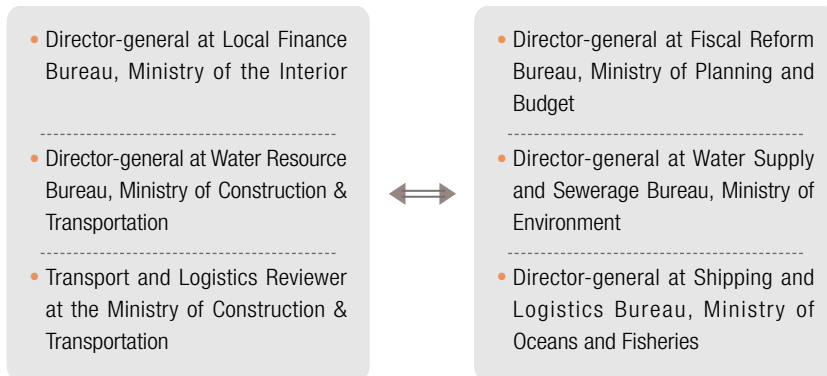 • Director-general at Local Finance
Bureau, Ministry of the Interior
• Director-general at Water Resource
Bureau, Ministry of Construction &
Transportation
• Transport and Logistics Reviewer
at the Ministry of Construction &
Transportation
• Director-general at Fiscal Reform
Bureau, Ministry of Planning and
Budget
• Director-general at Water Supply
and Sewerage Bureau, Ministry of
Environment
• Director-general at Shipping and
Logistics Bureau, Ministry of
Oceans and Fisheries